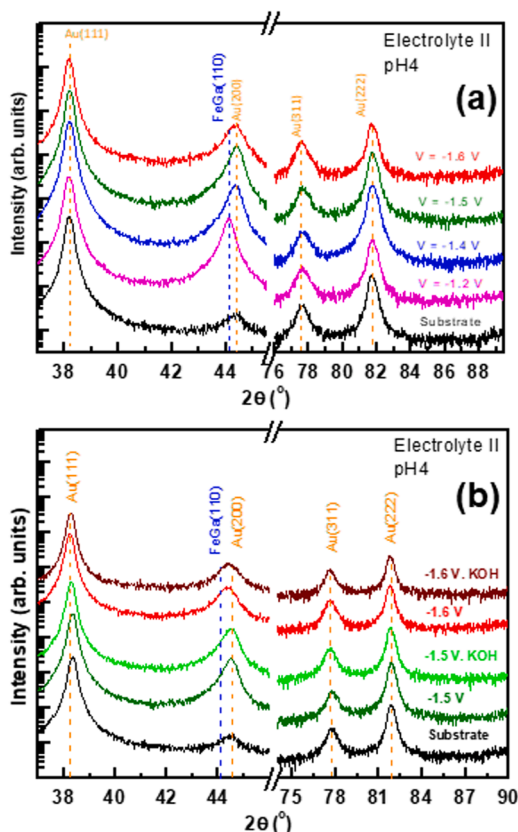 Au(111)
FeGa(110)
Au(200)
Au(311)
Au(222)
Electrolyte II
pH4
(a)
V = -1.6 V
V = -1.5 V
V = -1.4 V
V = -1.2 V
Substrate
Intensity (arb. units)
38 40 42 44 76 78 80 82 84 86 88
2θ (°)
Au(111)
FeGa(110)
Au(200)
Au(311)
Au(222)
Electrolyte II
pH4
(b)
-1.6 V. KOH
-1.6 V
-1.5 V. KOH
-1.5 V
Substrate
Intensity (arb. units)
38 40 42 44 75 78 81 84 87 90
2θ (°)